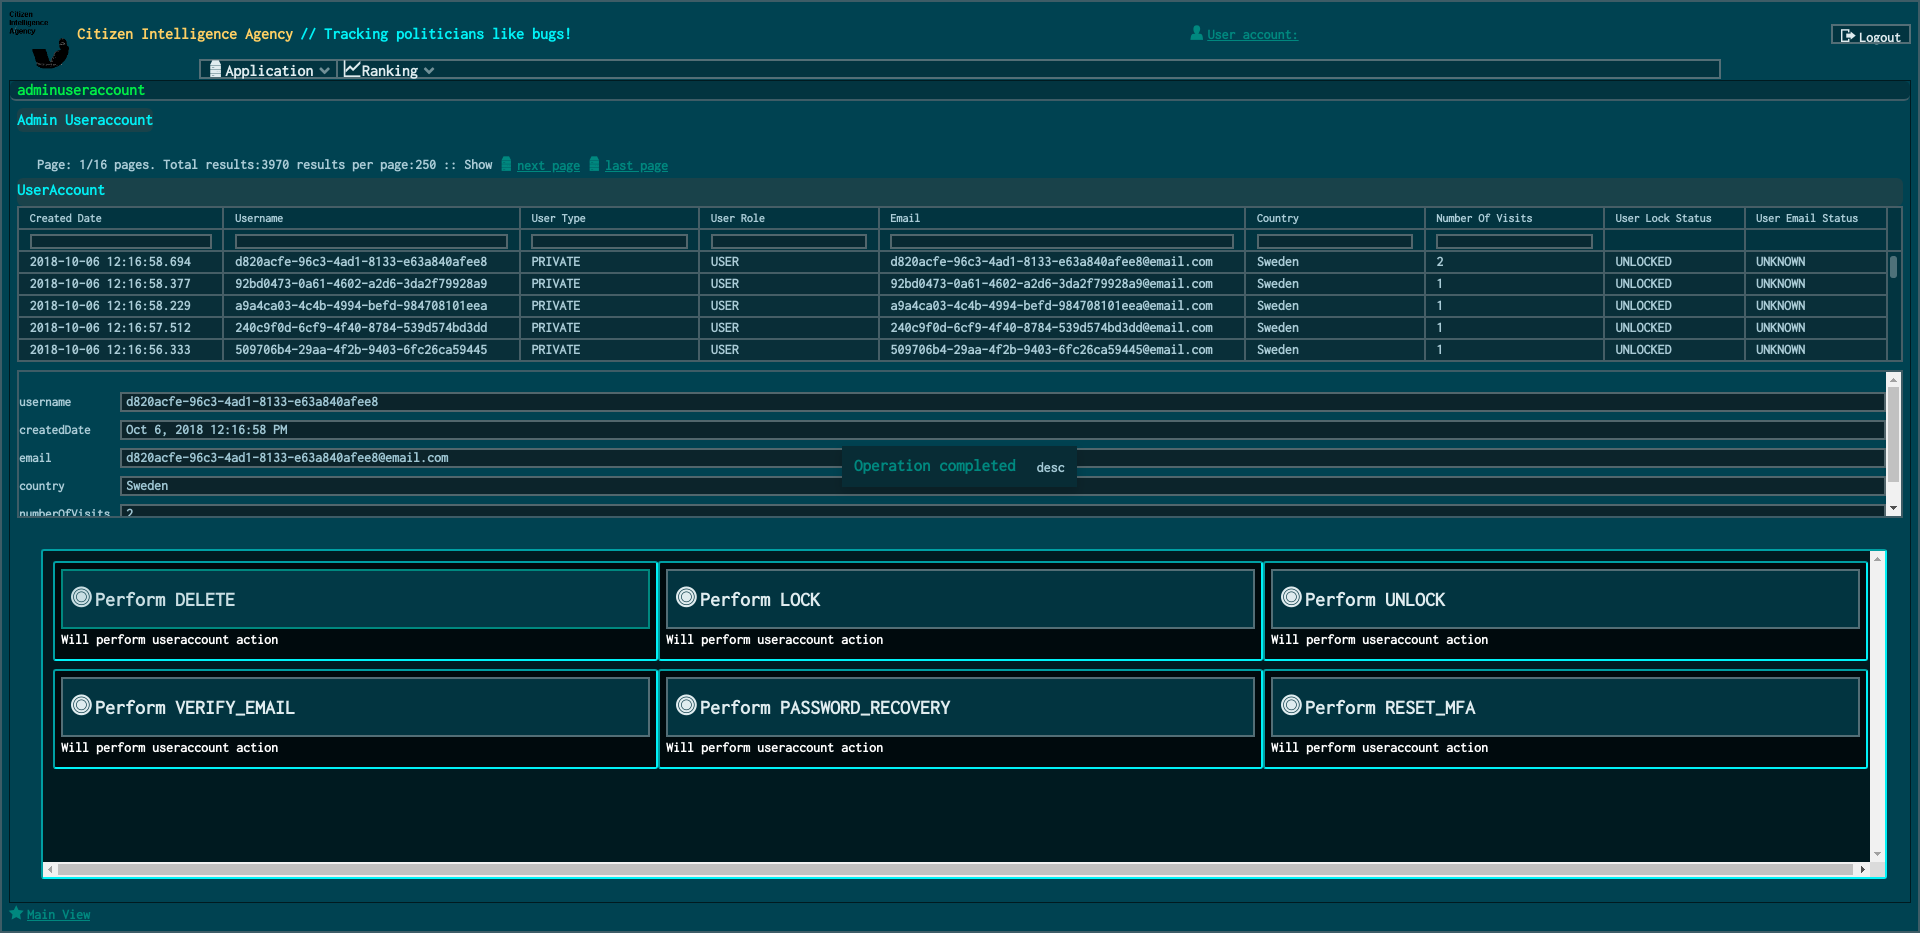 Citizen
Intelligence
Agency
Citizen Intelligence Agency // Tracking politicians like bugs!
User account:
Logout
Application Ranking
adminuseraccount
Admin Useraccount
Page: 1/16 pages. Total results:3970 results per page:250 :: Show next page last page
UserAccount
Created Date Username User Type User Role Email Country Number Of Visits User Lock Status User Email Status
2018-10-06 12:16:58.694 d820acfe-96c3-4ad1-8133-e63a840afee8 PRIVATE USER d820acfe-96c3-4ad1-8133-e63a840afee8@email.com Sweden 2 UNLOCKED UNKNOWN
2018-10-06 12:16:58.377 92bd0473-0a61-4602-a2d6-3da2f79928a9 PRIVATE USER 92bd0473-0a61-4602-a2d6-3da2f79928a9@email.com Sweden 1 UNLOCKED UNKNOWN
2018-10-06 12:16:58.229 a9a4ca03-4c4b-4994-befd-984708101eea PRIVATE USER a9a4ca03-4c4b-4994-befd-984708101eea@email.com Sweden 1 UNLOCKED UNKNOWN
2018-10-06 12:16:57.512 240c9f0d-6cf9-4f40-8784-539d574bd3dd PRIVATE USER 240c9f0d-6cf9-4f40-8784-539d574bd3dd@email.com Sweden 1 UNLOCKED UNKNOWN
2018-10-06 12:16:56.333 509706b4-29aa-4f2b-9403-6fc26ca59445 PRIVATE USER 509706b4-29aa-4f2b-9403-6fc26ca59445@email.com Sweden 1 UNLOCKED UNKNOWN
username d820acfe-96c3-4ad1-8133-e63a840afee8
createdDate Oct 6, 2018 12:16:58 PM
email d820acfe-96c3-4ad1-8133-e63a840afee8@email.com
Operation completed desc
country Sweden
numberOfVisits 2
Perform DELETE Perform LOCK Perform UNLOCK
Will perform useraccount action Will perform useraccount action Will perform useraccount action
Perform VERIFY_EMAIL Perform PASSWORD_RECOVERY Perform RESET_MFA
Will perform useraccount action Will perform useraccount action Will perform useraccount action
Main View